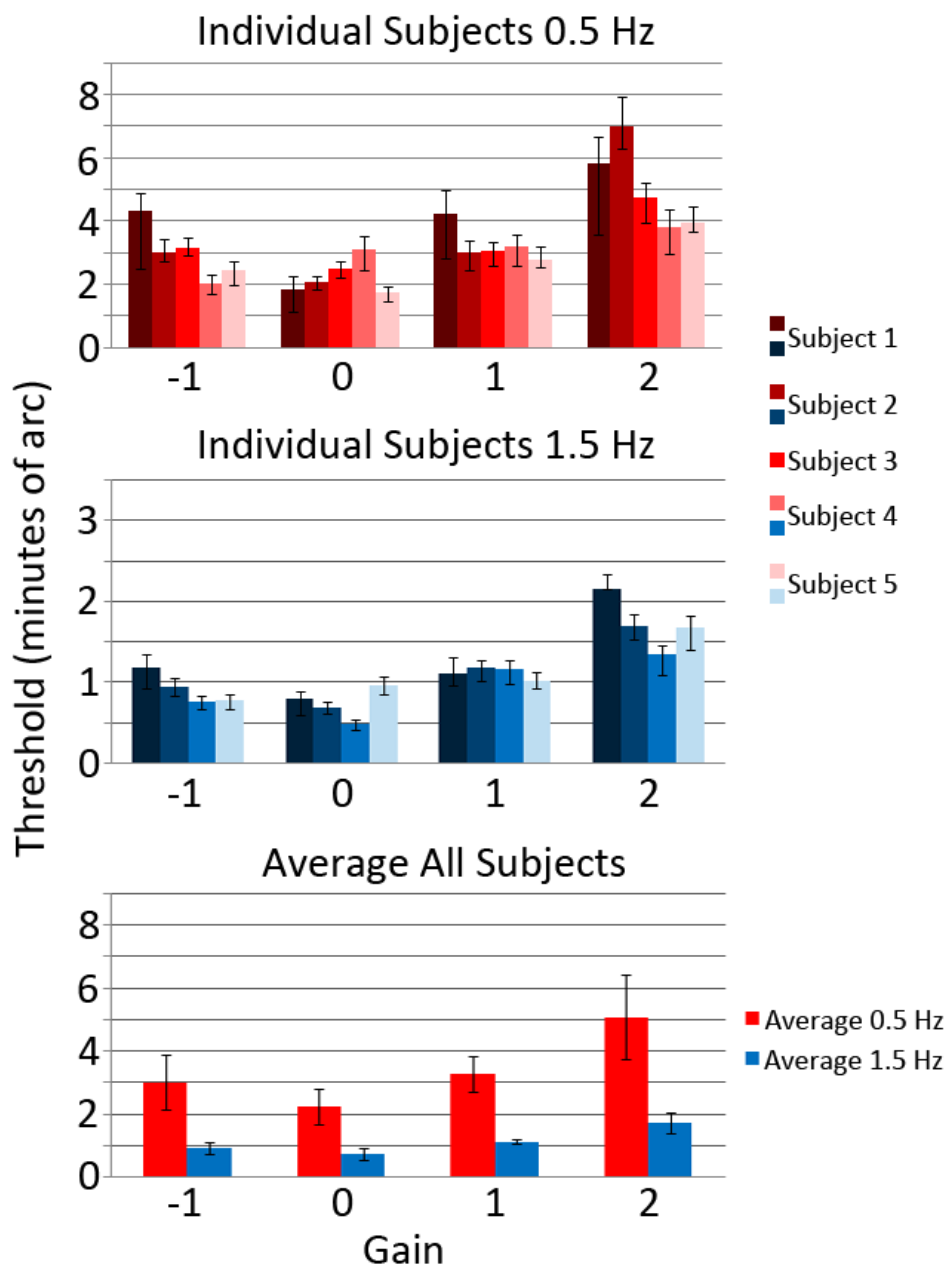 Individual Subjects 0.5 Hz
8
6
4
2
0
-1 0 1 2
Individual Subjects 1.5 Hz
3
2
1
0
-1 0 1 2
Average All Subjects
8
6
4
2
0
-1 0 1 2
Gain
Threshold (minutes of arc)
Subject 1
Subject 2
Subject 3
Subject 4
Subject 5
Average 0.5 Hz
Average 1.5 Hz